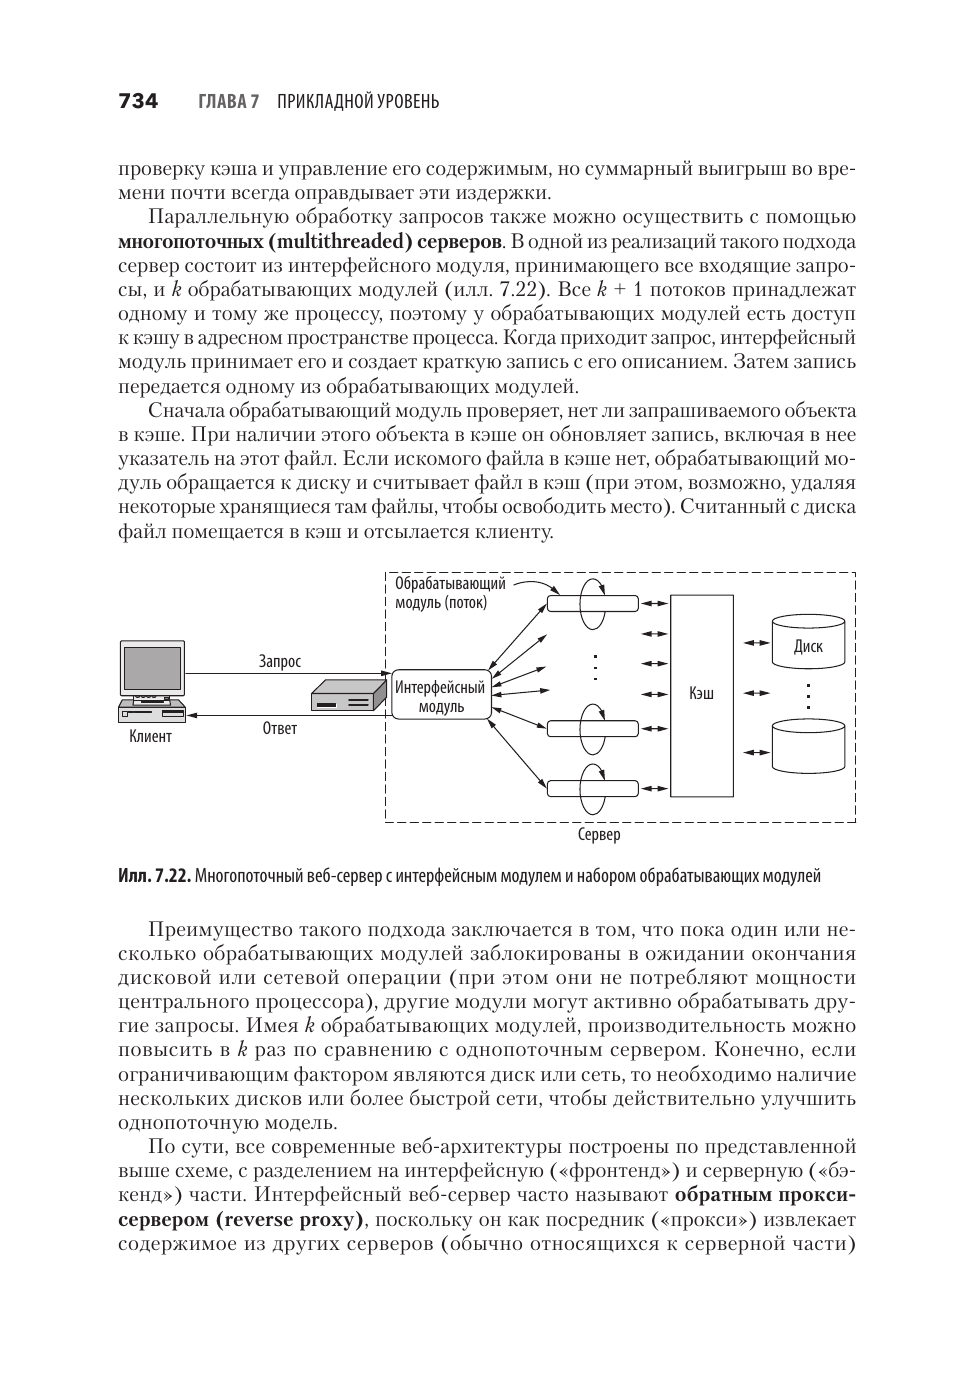 734 ГЛАВА 7 ПРИКЛАДНОЙ УРОВЕНЬ
проверку кэша и управление его содержимым, но суммарный выигрыш во вре-
мени почти всегда оправдывает эти издержки.
Параллельную обработку запросов также можно осуществить с помощью
многопоточных (multithreaded) серверов. В одной из реализаций такого подхода
сервер состоит из интерфейсного модуля, принимающего все входящие запро-
сы, и k обрабатывающих модулей (илл. 7.22). Все k + 1 потоков принадлежат
одному и тому же процессу, поэтому у обрабатывающих модулей есть доступ
к кэшу в адресном пространстве процесса. Когда приходит запрос, интерфейсный
модуль принимает его и создает краткую запись с его описанием. Затем запись
передается одному из обрабатывающих модулей.
Сначала обрабатывающий модуль проверяет, нет ли запрашиваемого объекта
в кэше. При наличии этого объекта в кэше он обновляет запись, включая в нее
указатель на этот файл. Если искомого файла в кэше нет, обрабатывающий мо-
дуль обращается к диску и считывает файл в кэш (при этом, возможно, удаляя
некоторые хранящиеся там файлы, чтобы освободить место). Считанный с диска
файл помещается в кэш и отсылается клиенту.
Обрабатывающий
модуль (поток)
Запрос
Интерфейсный
модуль
Кэш
Диск
Клиент
Ответ
Сервер
Илл. 7.22. Многопоточный веб-сервер с интерфейсным модулем и набором обрабатывающих модулей
Преимущество такого подхода заключается в том, что пока один или не-
сколько обрабатывающих модулей заблокированы в ожидании окончания
дисковой или сетевой операции (при этом они не потребляют мощности
центрального процессора), другие модули могут активно обрабатывать дру-
гие запросы. Имея k обрабатывающих модулей, производительность можно
повысить в k раз по сравнению с однопоточным сервером. Конечно, если
ограничивающим фактором являются диск или сеть, то необходимо наличие
нескольких дисков или более быстрой сети, чтобы действительно улучшить
однопоточную модель.
По сути, все современные веб-архитектуры построены по представленной
выше схеме, с разделением на интерфейсную («фронтенд») и серверную («бэ-
кенд») части. Интерфейсный веб-сервер часто называют обратным прокси-
сервером (reverse proxy), поскольку он как посредник («прокси») извлекает
содержимое из других серверов (обычно относящихся к серверной части)